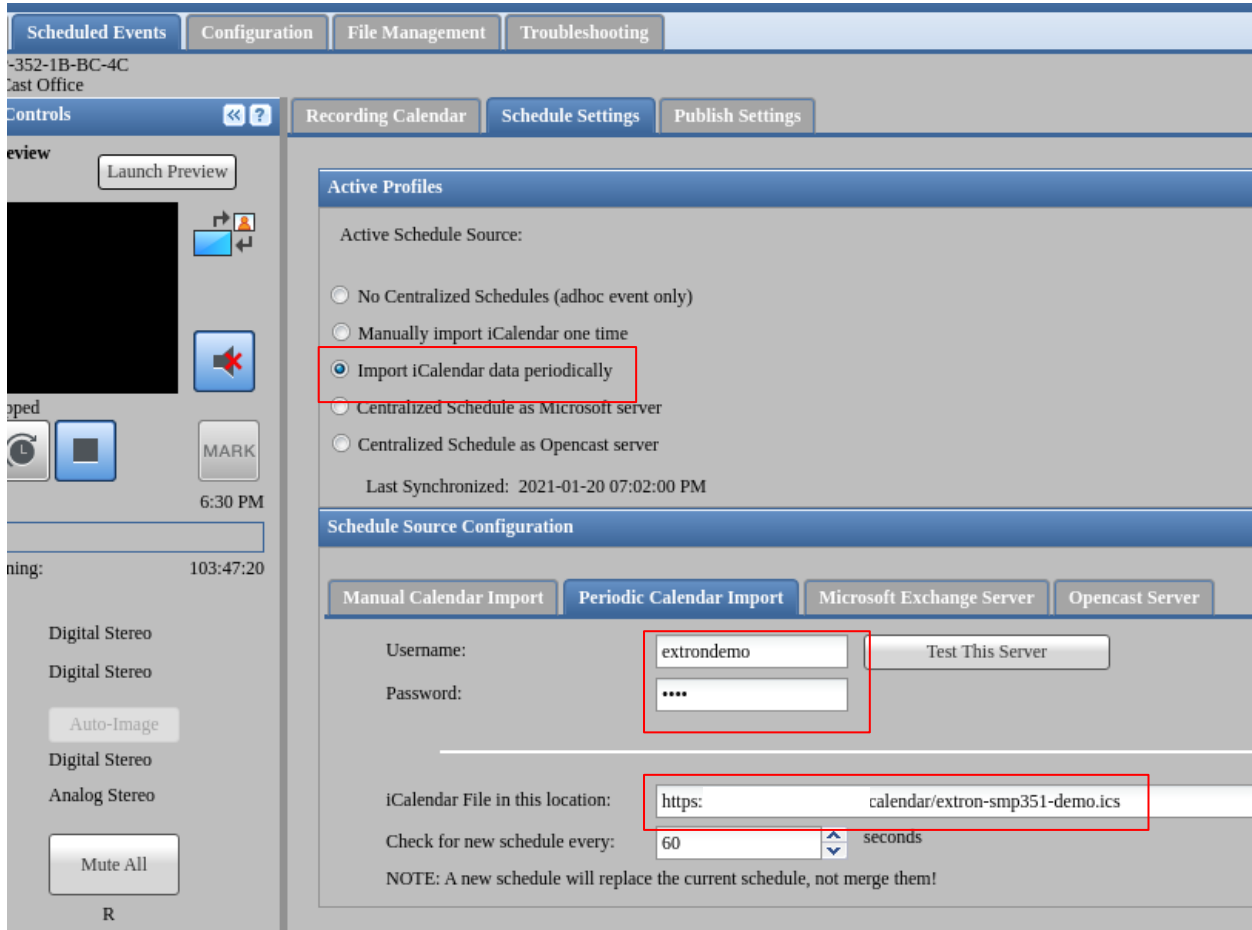 Scheduled Events Configuration File Management Troubleshooting
-352-1B-BC-4C
Cast Office
Controls
Recording Calendar Schedule Settings Publish Settings
eview
Launch Preview
Active Profiles
Active Schedule Source:
No Centralized Schedules (adhoc event only)
Manually import iCalendar one time
Import iCalendar data periodically
Centralized Schedule as Microsoft server
Centralized Schedule as Opencast server
Last Synchronized: 2021-01-20 07:02:00 PM
opped
MARK
6:30 PM
ning: 103:47:20
Digital Stereo
Digital Stereo
Auto-Image
Digital Stereo
Analog Stereo
Mute All
R
Schedule Source Configuration
Manual Calendar Import Periodic Calendar Import Microsoft Exchange Server Opencast Server
Username: extrondemo Test This Server
Password: ••••
iCalendar File in this location: https: calendar/extron-smp351-demo.ics
Check for new schedule every: 60 seconds
NOTE: A new schedule will replace the current schedule, not merge them!